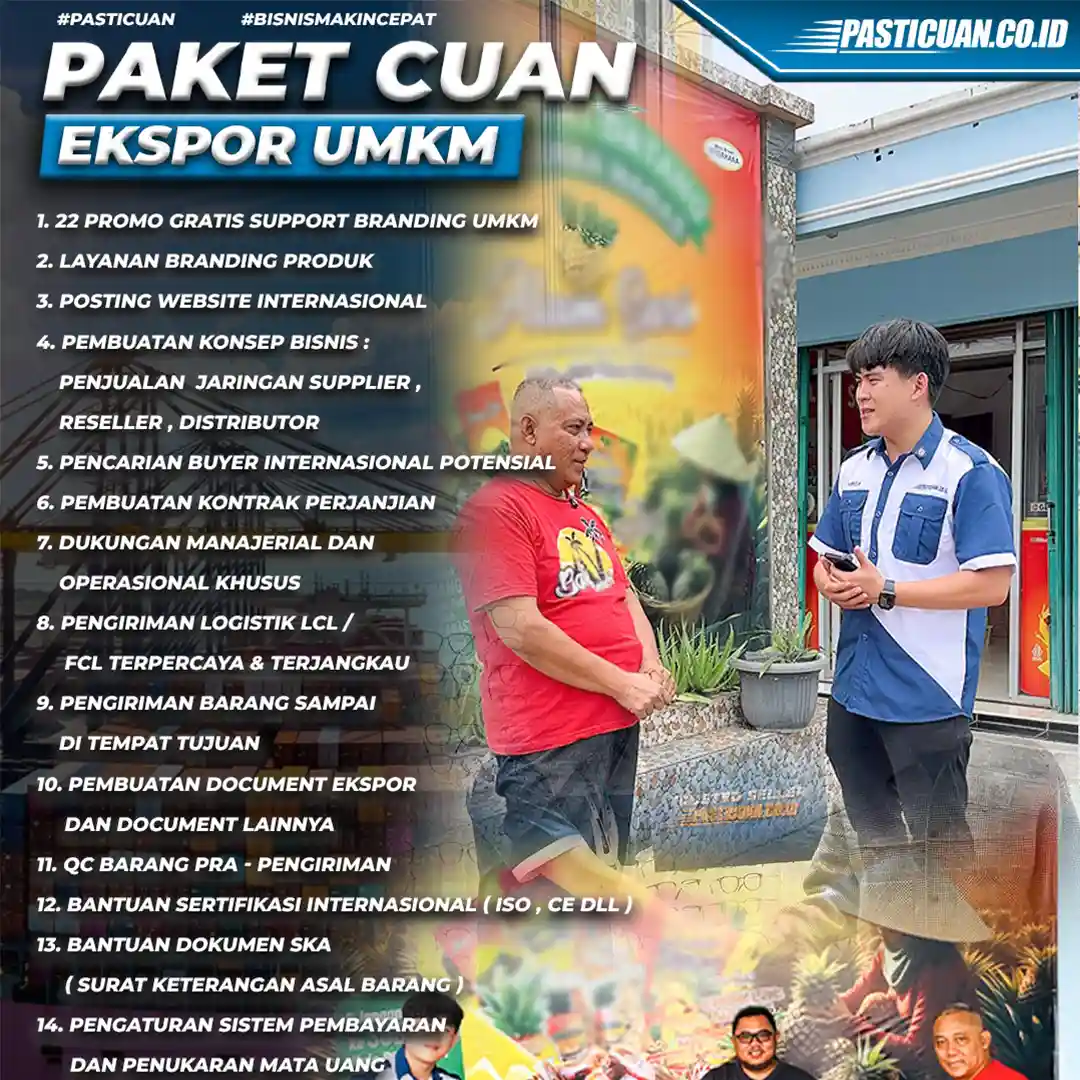 #PASTICUAN
#BISNISMAKINCEPAT
PASTICUAN.CO.ID
PAKET CUAN
EKSPOR UMKM
1. 22 PROMO GRATIS SUPPORT BRANDING UMKM
2. LAYANAN BRANDING PRODUK
3. POSTING WEBSITE INTERNASIONAL
4. PEMBUATAN KONSEP BISNIS :
PENJUALAN JARINGAN SUPPLIER ,
RESELLER , DISTRIBUTOR
5. PENCARIAN BUYER INTERNASIONAL POTENSIAL
6. PEMBUATAN KONTRAK PERJANJIAN
7. DUKUNGAN MANAJERIAL DAN
OPERASIONAL KHUSUS
8. PENGIRIMAN LOGISTIK LCL /
FCL TERPERCAYA & TERJANGKAU
9. PENGIRIMAN BARANG SAMPAI
DI TEMPAT TUJUAN
10. PEMBUATAN DOCUMENT EKSPOR
DAN DOCUMENT LAINNYA
11. QC BARANG PRA - PENGIRIMAN
12. BANTUAN SERTIFIKASI INTERNASIONAL ( ISO , CE DLL )
13. BANTUAN DOKUMEN SKA
( SURAT KETERANGAN ASAL BARANG )
14. PENGATURAN SISTEM PEMBAYARAN
DAN PENUKARAN MATA UANG
PASTICUAN.CO.ID